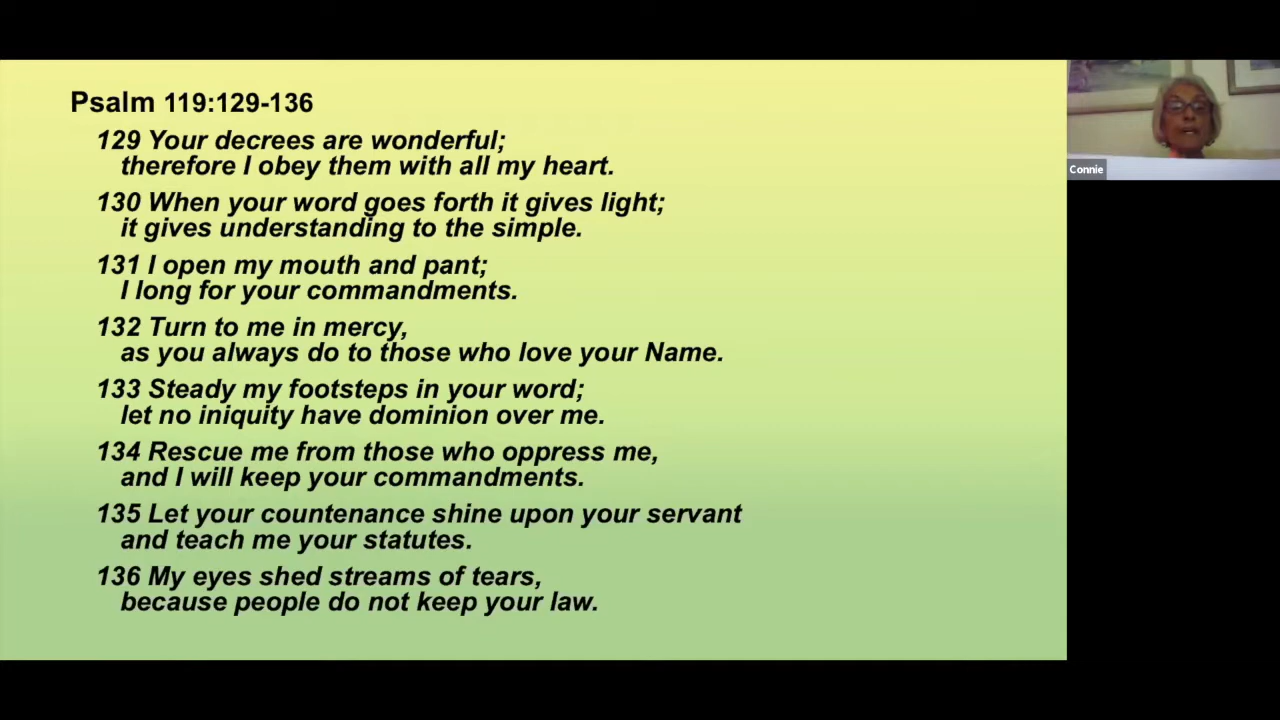 Psalm 119:129-136
129 Your decrees are wonderful;
therefore I obey them with all my heart.
130 When your word goes forth it gives light;
it gives understanding to the simple.
131 I open my mouth and pant;
I long for your commandments.
132 Turn to me in mercy,
as you always do to those who love your Name.
133 Steady my footsteps in your word;
let no iniquity have dominion over me.
134 Rescue me from those who oppress me,
and I will keep your commandments.
135 Let your countenance shine upon your servant
and teach me your statutes.
136 My eyes shed streams of tears,
because people do not keep your law.
Connie